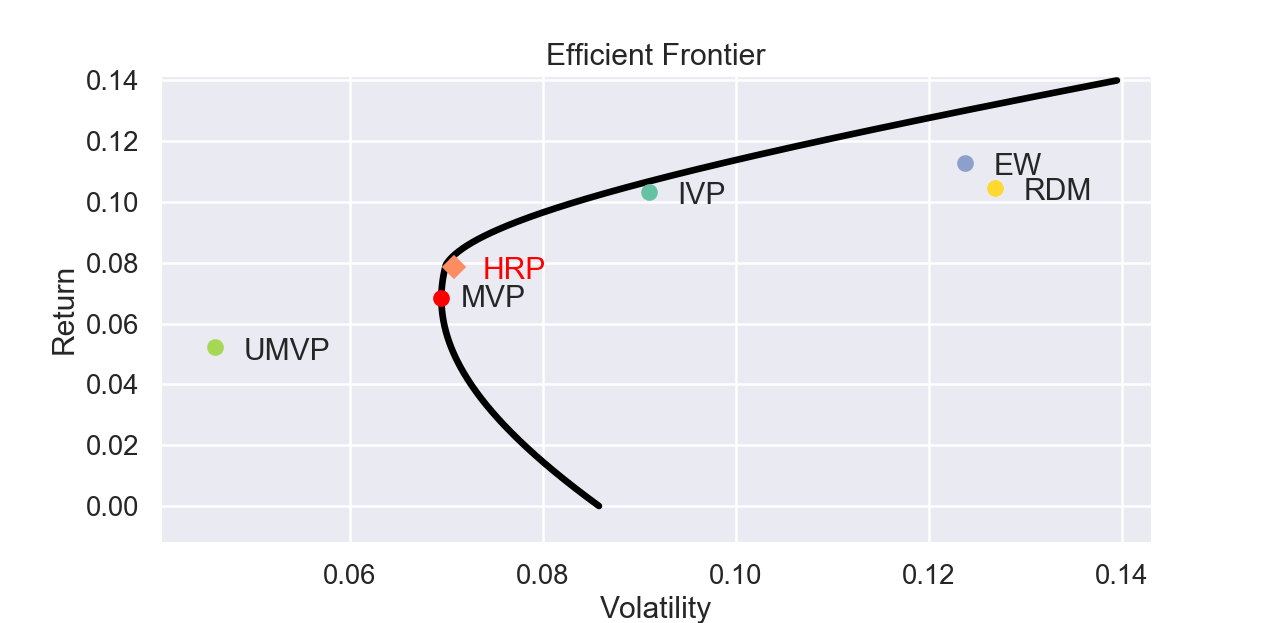 Efficient Frontier
0.14
0.12
EW
0.10
IVP
RDM
0.08
HRP
MVP
Return
0.06
UMVP
0.04
0.02
0.00
0.06 0.08 0.10 0.12 0.14
Volatility